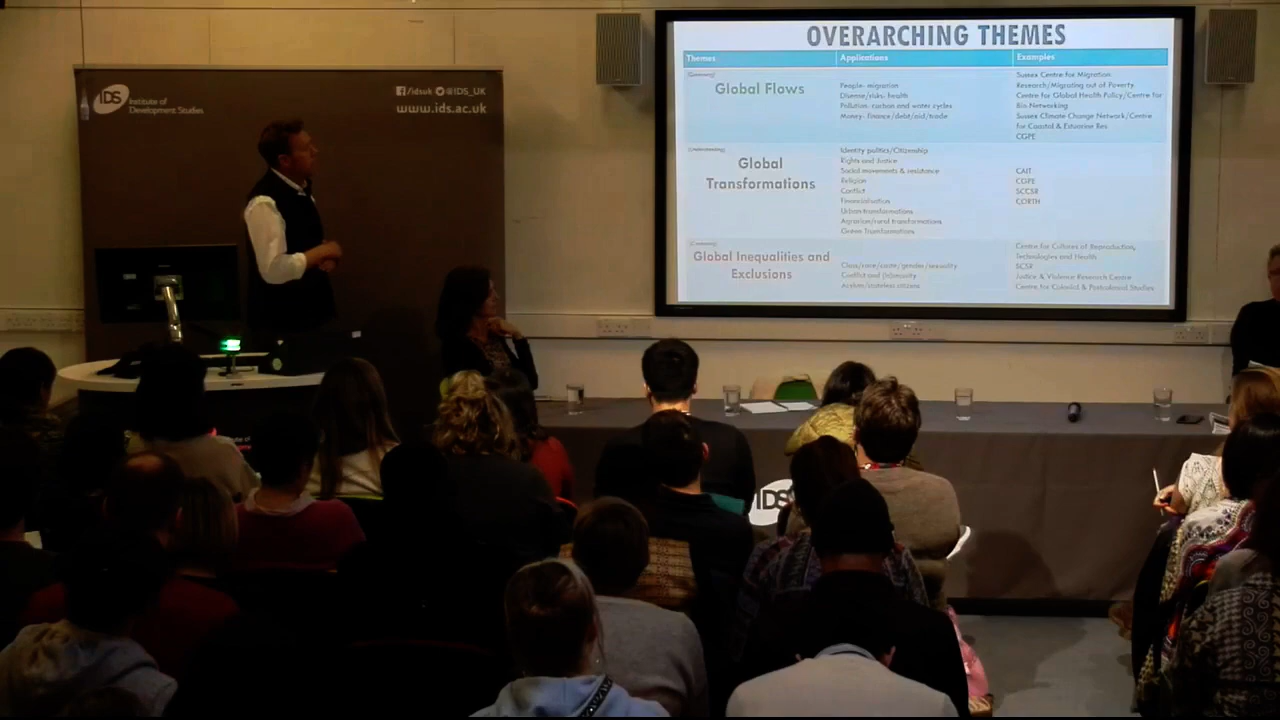 IDS
Institute of
Development Studies
/idsuk @IDS_UK
www.ids.ac.uk
OVERARCHING THEMES
Themes
Applications
Examples
Global Flows
People- migration
Disease/risks- health
Pollution- carbon and water cycles
Money- finance/debt/aid/trade
Sussex Centre for Migration
Research/Migrating out of Poverty
Centre for Global Health Policy/Centre for
Bio Networking
Sussex Climate Change Network/Centre
for Coastal & Estuarine Res
CGPE
Global
Transformations
Identity politics/Citizenship
Rights and Justice
Social movements & resistance
Religion
Conflict
Financialisation
Urban transformations
Agrarian/rural transformations
Green Transformations
CAIT
CGPE
SCCSR
CORTH
Global Inequalities and
Exclusions
Class/race/caste/gender/sexuality
Conflict and (in)security
Asylum/stateless citizens
Centre for Cultures of Reproduction,
Technologies and Health
SCSR
Justice & Violence Research Centre
Centre for Colonial & Postcolonial Studies
IDS